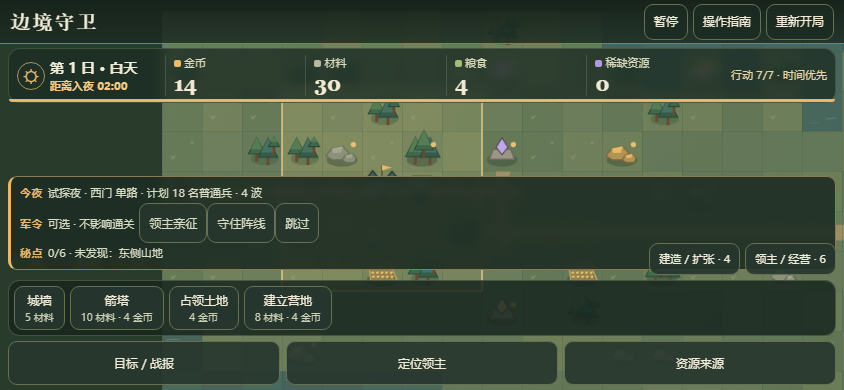 边境守卫
暂停
操作指南
重新开局
第 1 日 · 白天
距离入夜 02:00
金币
14
材料
30
粮食
4
稀缺资源
0
行动 7/7 · 时间优先
今夜 试探夜 · 西门 单路 · 计划 18 名普通兵 · 4 波
军令 可选 · 不影响通关 领主亲征 守住阵线 跳过
秘点 0/6 · 未发现：东侧山地
建造 / 扩张 · 4
领主 / 经营 · 6
城墙
5 材料
箭塔
10 材料 · 4 金币
占领土地
4 金币
建立营地
8 材料 · 4 金币
目标 / 战报
定位领主
资源来源